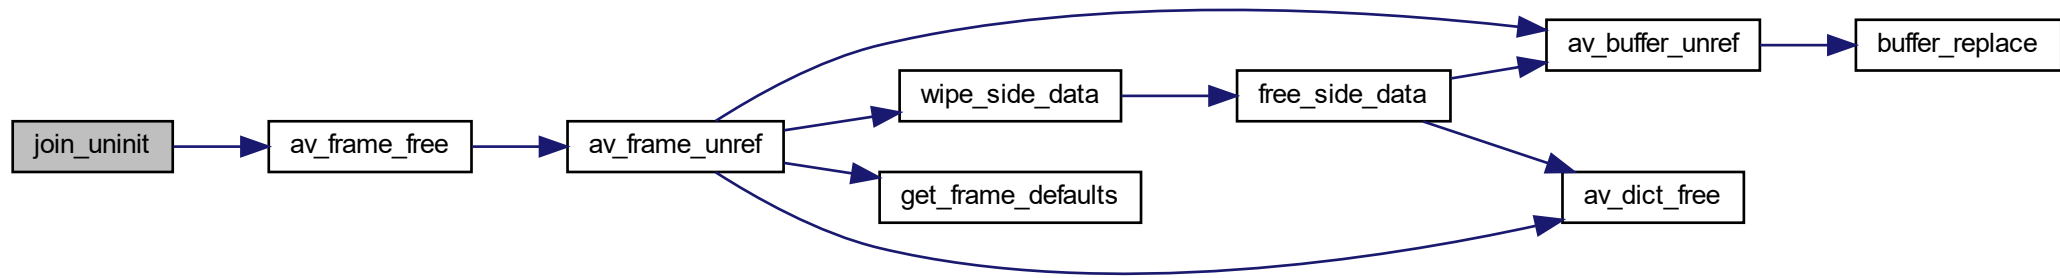 join_uninit
av_frame_free
av_frame_unref
wipe_side_data
get_frame_defaults
free_side_data
av_buffer_unref
av_dict_free
buffer_replace